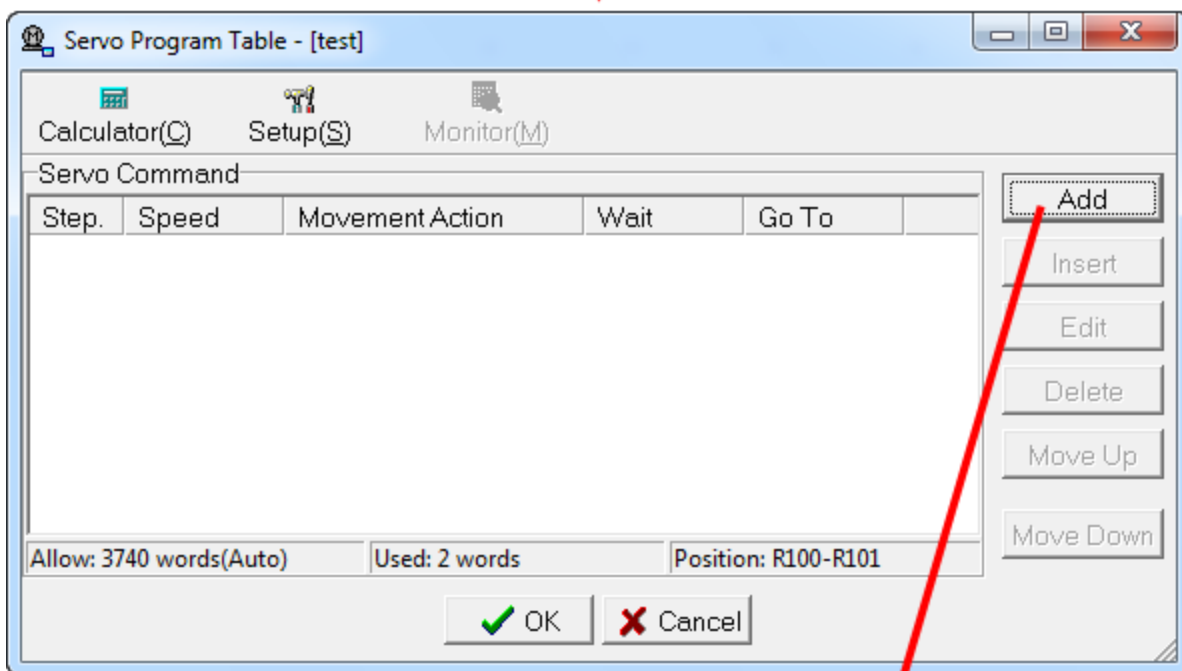 Servo Program Table - [test]
Calculator(C) Setup(S) Monitor(M)
Servo Command
Step. Speed Movement Action Wait Go To
Add
Insert
Edit
Delete
Move Up
Move Down
Allow: 3740 words(Auto) Used: 2 words Position: R100-R101
OK Cancel